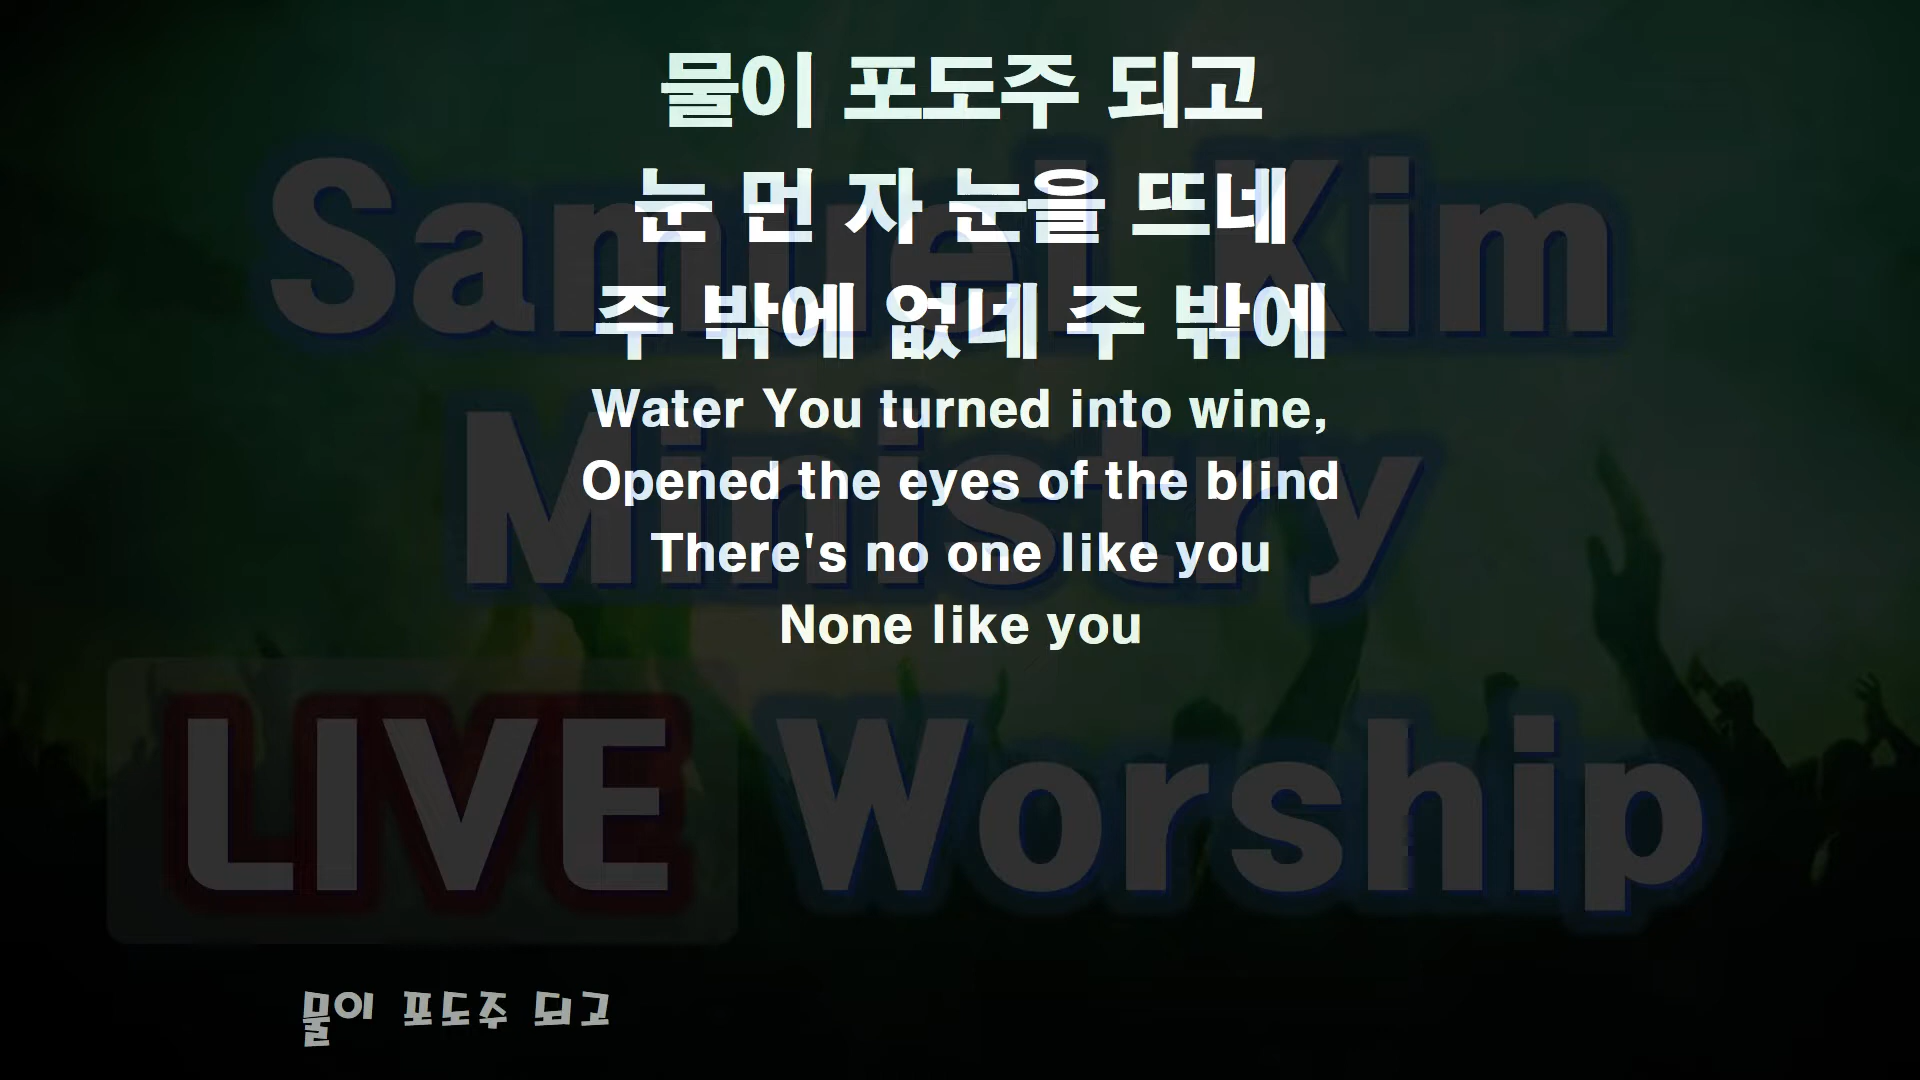 물이 포도주 되고
눈 먼 자 눈을 뜨네
주 밖에 없네 주 밖에
Water You turned into wine,
Opened the eyes of the blind
There's no one like you
None like you
Samuel Kim
Ministry
LIVE Worship
물이 포도주 되고